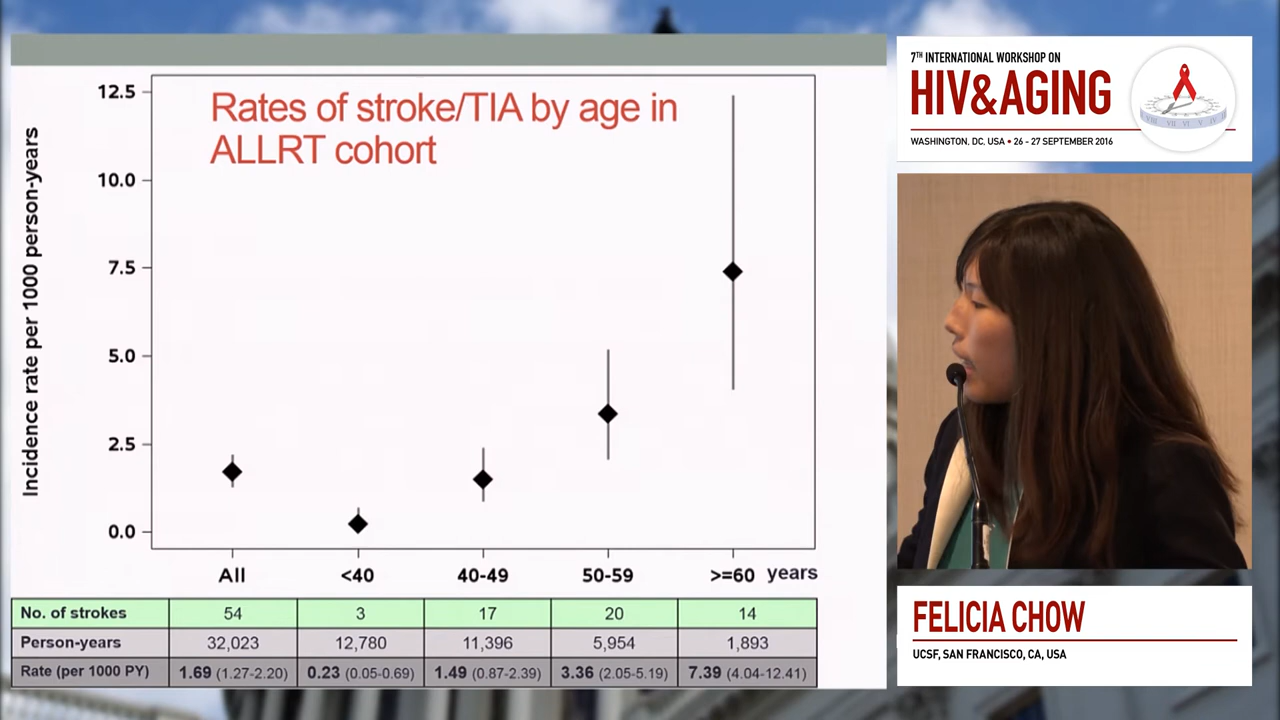 Rates of stroke/TIA by age in
ALLRT cohort
Incidence rate per 1000 person-years
12.5
10.0
7.5
5.0
2.5
0.0
All <40 40-49 50-59 >=60 years
No. of strokes 54 3 17 20 14
Person-years 32,023 12,780 11,396 5,954 1,893
Rate (per 1000 PY) 1.69 (1.27-2.20) 0.23 (0.05-0.69) 1.49 (0.87-2.39) 3.36 (2.05-5.19) 7.39 (4.04-12.41)
7TH INTERNATIONAL WORKSHOP ON
HIV&AGING
WASHINGTON, DC, USA • 26 - 27 SEPTEMBER 2016
FELICIA CHOW
UCSF, SAN FRANCISCO, CA, USA